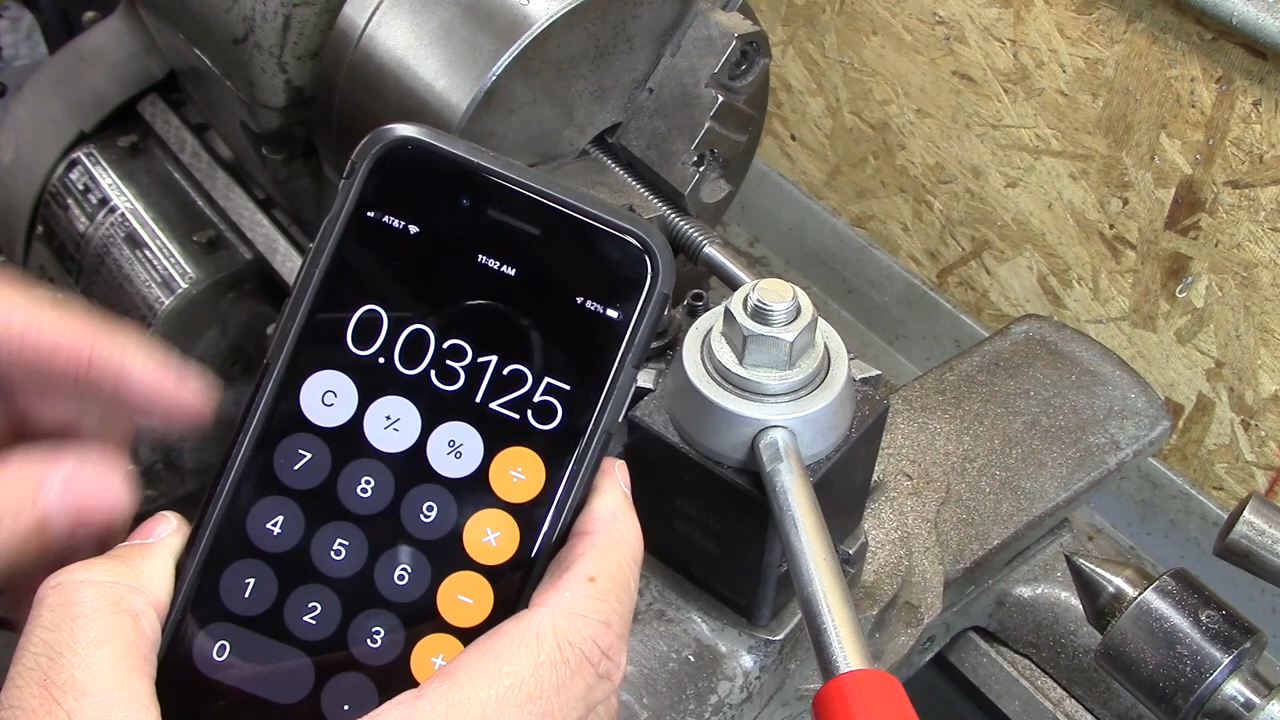 AT&T
11:02 AM
82%
0.03125
C +/- % ÷
7 8 9 ×
4 5 6 −
1 2 3 +
0 .